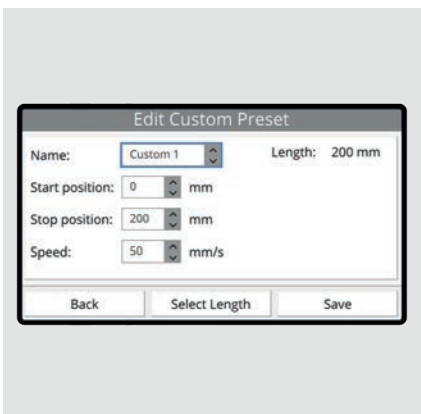 Edit Custom Preset
Name: Custom 1 Length: 200 mm
Start position: 0 mm
Stop position: 200 mm
Speed: 50 mm/s
Back Select Length Save